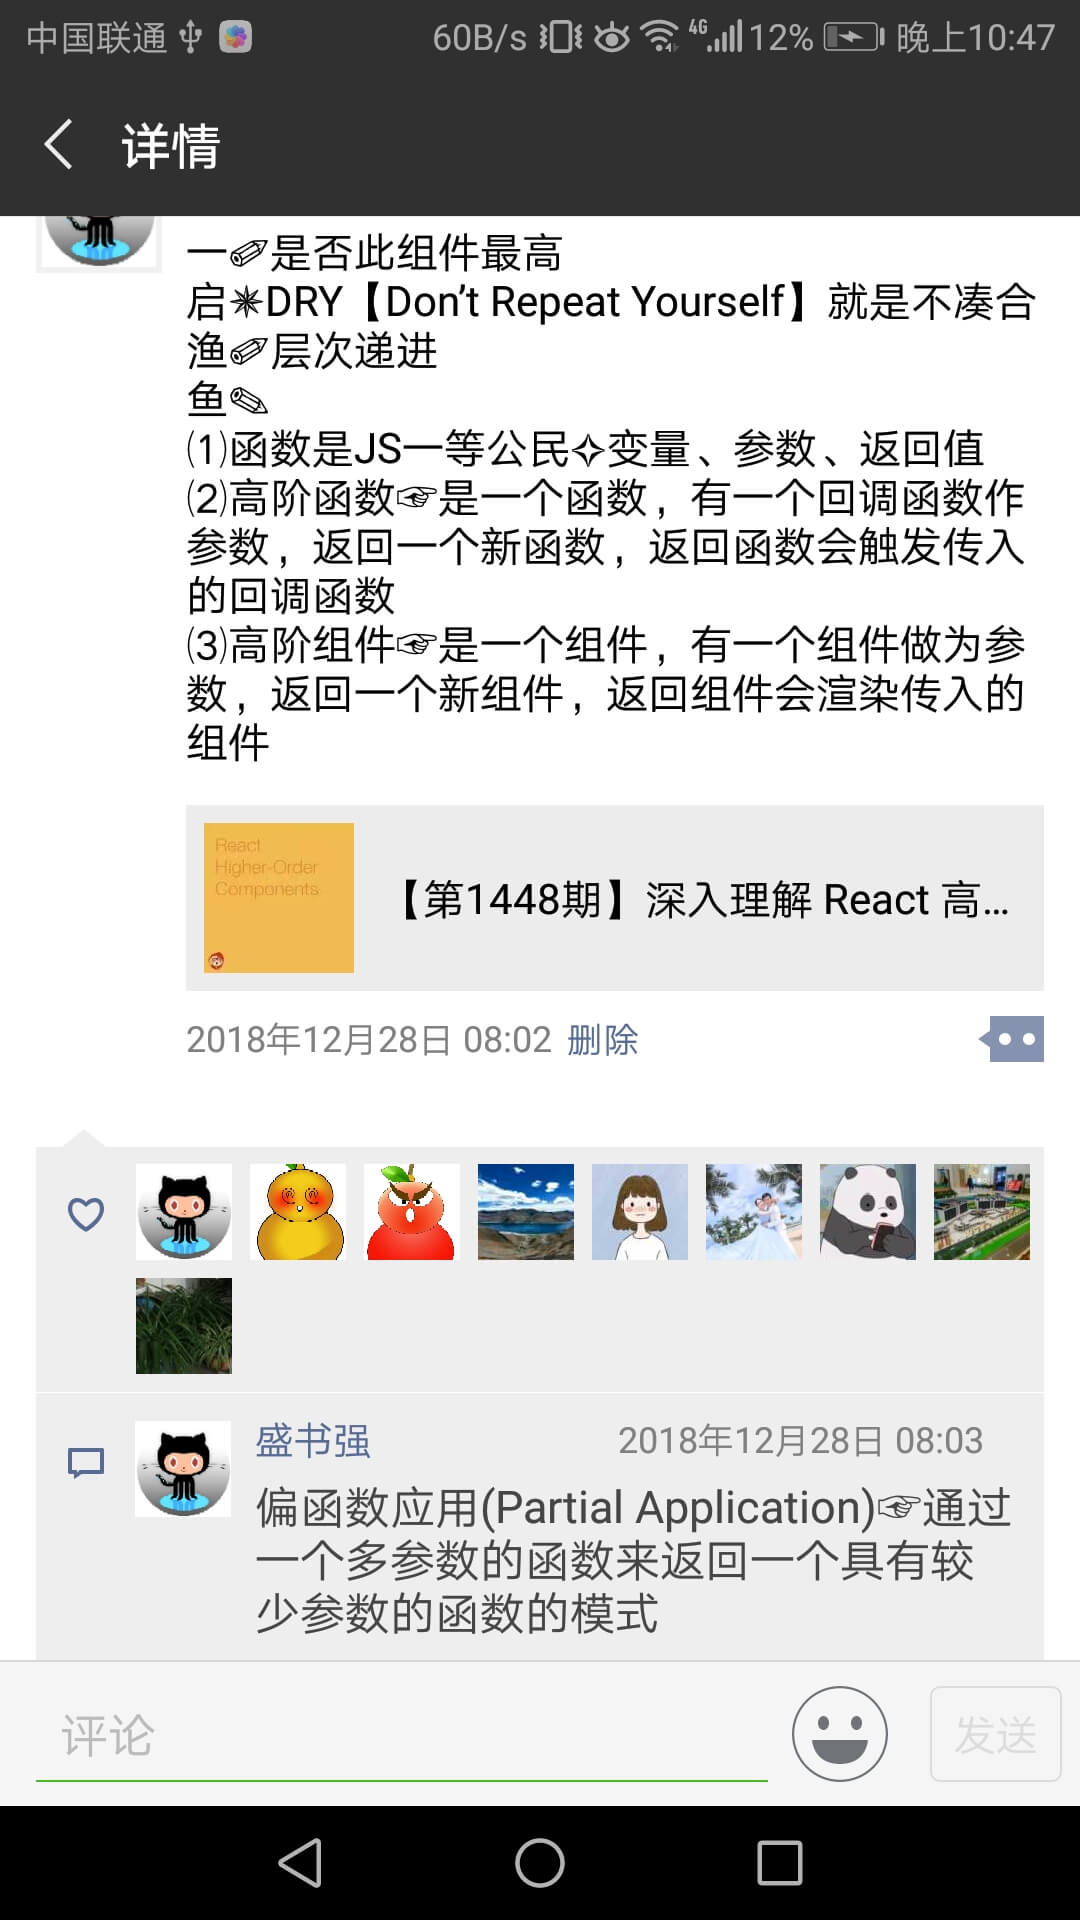 中国联通 60B/s 4G 12% 晚上10:47
详情
一✐是否此组件最高
启✴DRY【Don’t Repeat Yourself】就是不凑合
渔✐层次递进
鱼✎
⑴函数是JS一等公民✧变量、参数、返回值
⑵高阶函数☞是一个函数，有一个回调函数作
参数，返回一个新函数，返回函数会触发传入
的回调函数
⑶高阶组件☞是一个组件，有一个组件做为参
数，返回一个新组件，返回组件会渲染传入的
组件
React
Higher-Order
Components
【第1448期】深入理解 React 高...
2018年12月28日 08:02 删除
盛书强 2018年12月28日 08:03
偏函数应用(Partial Application)☞通过
一个多参数的函数来返回一个具有较
少参数的函数的模式
评论
发送